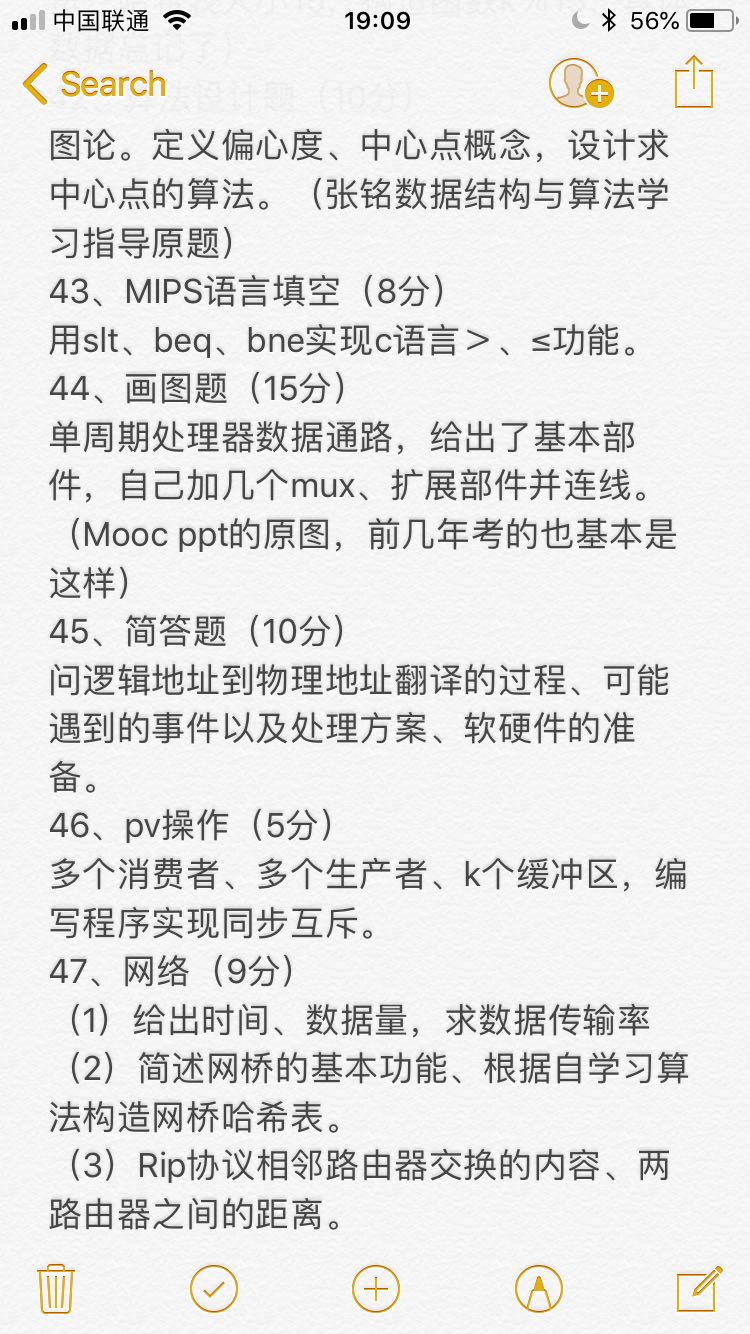 中国联通 19:09 56%
Search
图论。定义偏心度、中心点概念，设计求
中心点的算法。（张铭数据结构与算法学
习指导原题）
43、MIPS语言填空（8分）
用slt、beq、bne实现c语言＞、≤功能。
44、画图题（15分）
单周期处理器数据通路，给出了基本部
件，自己加几个mux、扩展部件并连线。
（Mooc ppt的原图，前几年考的也基本是
这样）
45、简答题（10分）
问逻辑地址到物理地址翻译的过程、可能
遇到的事件以及处理方案、软硬件的准
备。
46、pv操作（5分）
多个消费者、多个生产者、k个缓冲区，编
写程序实现同步互斥。
47、网络（9分）
（1）给出时间、数据量，求数据传输率
（2）简述网桥的基本功能、根据自学习算
法构造网桥哈希表。
（3）Rip协议相邻路由器交换的内容、两
路由器之间的距离。